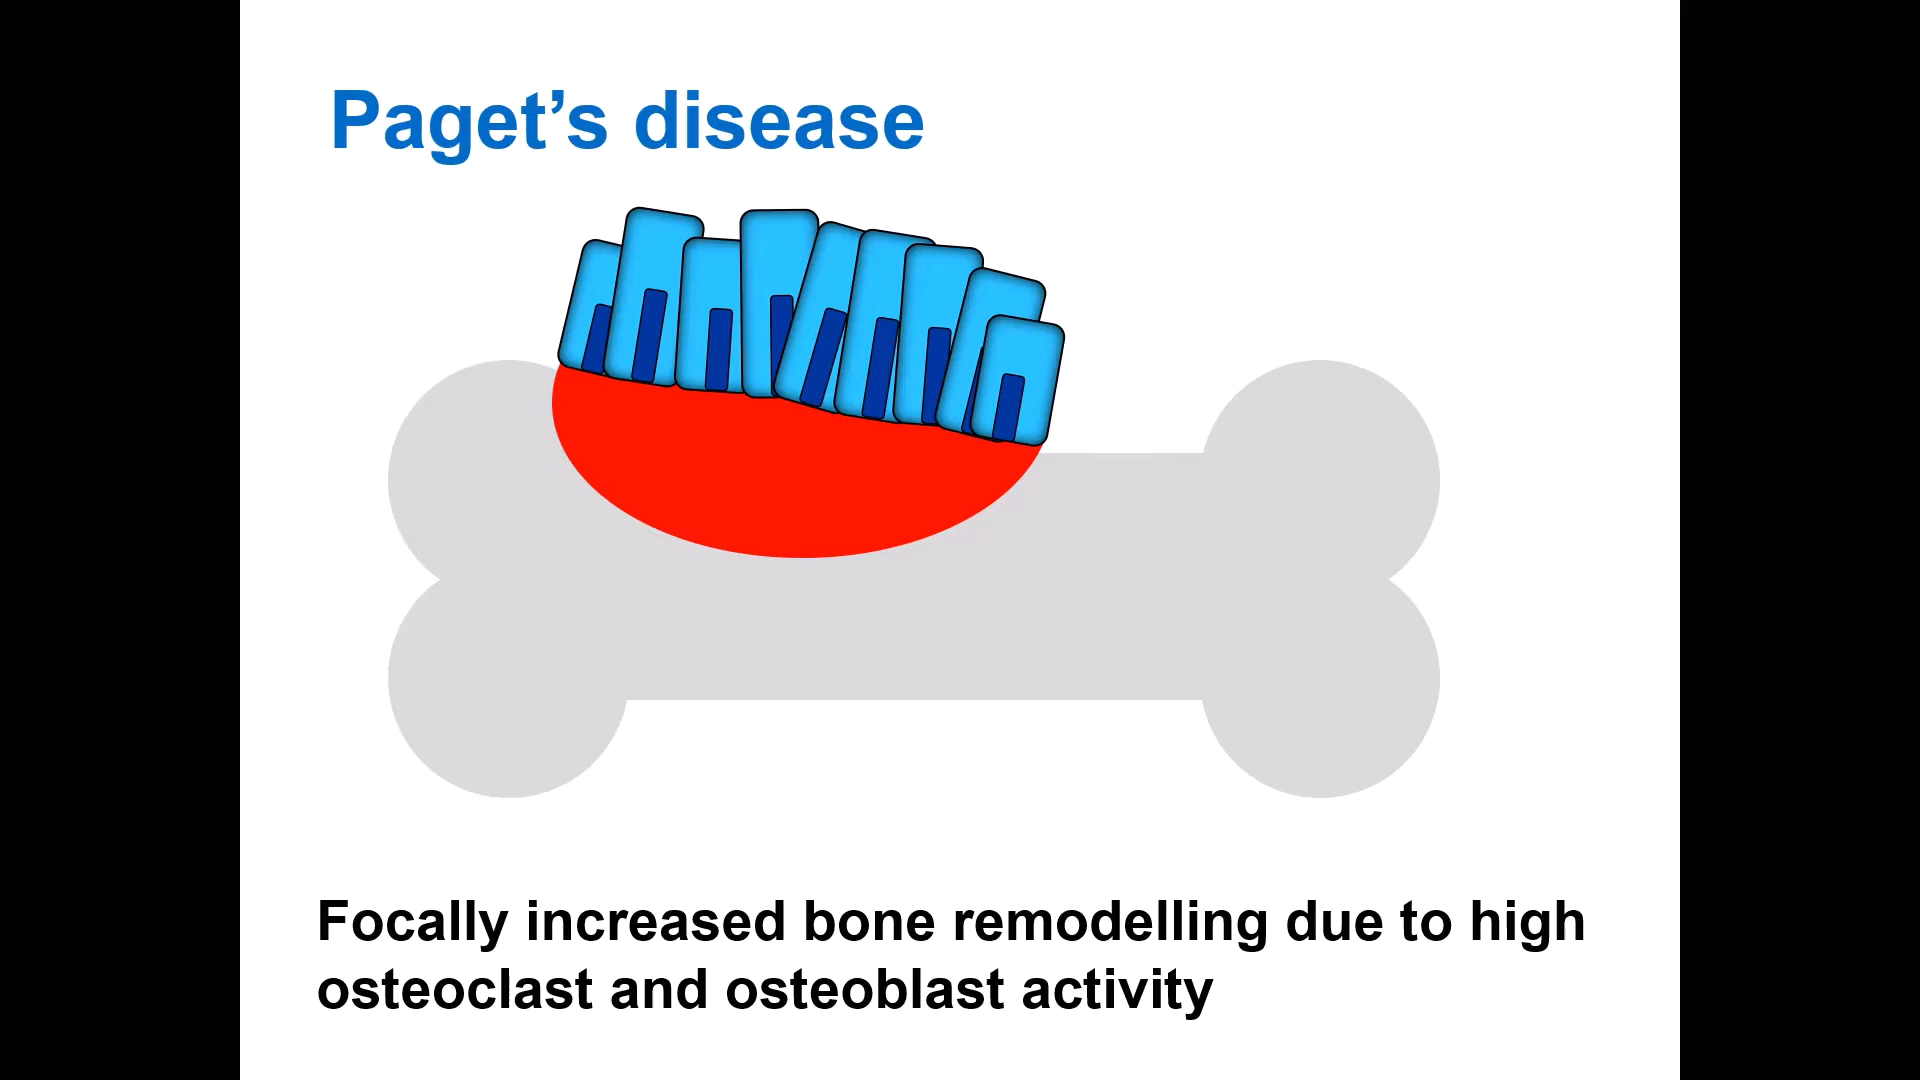 Paget’s disease
Focally increased bone remodelling due to high
osteoclast and osteoblast activity